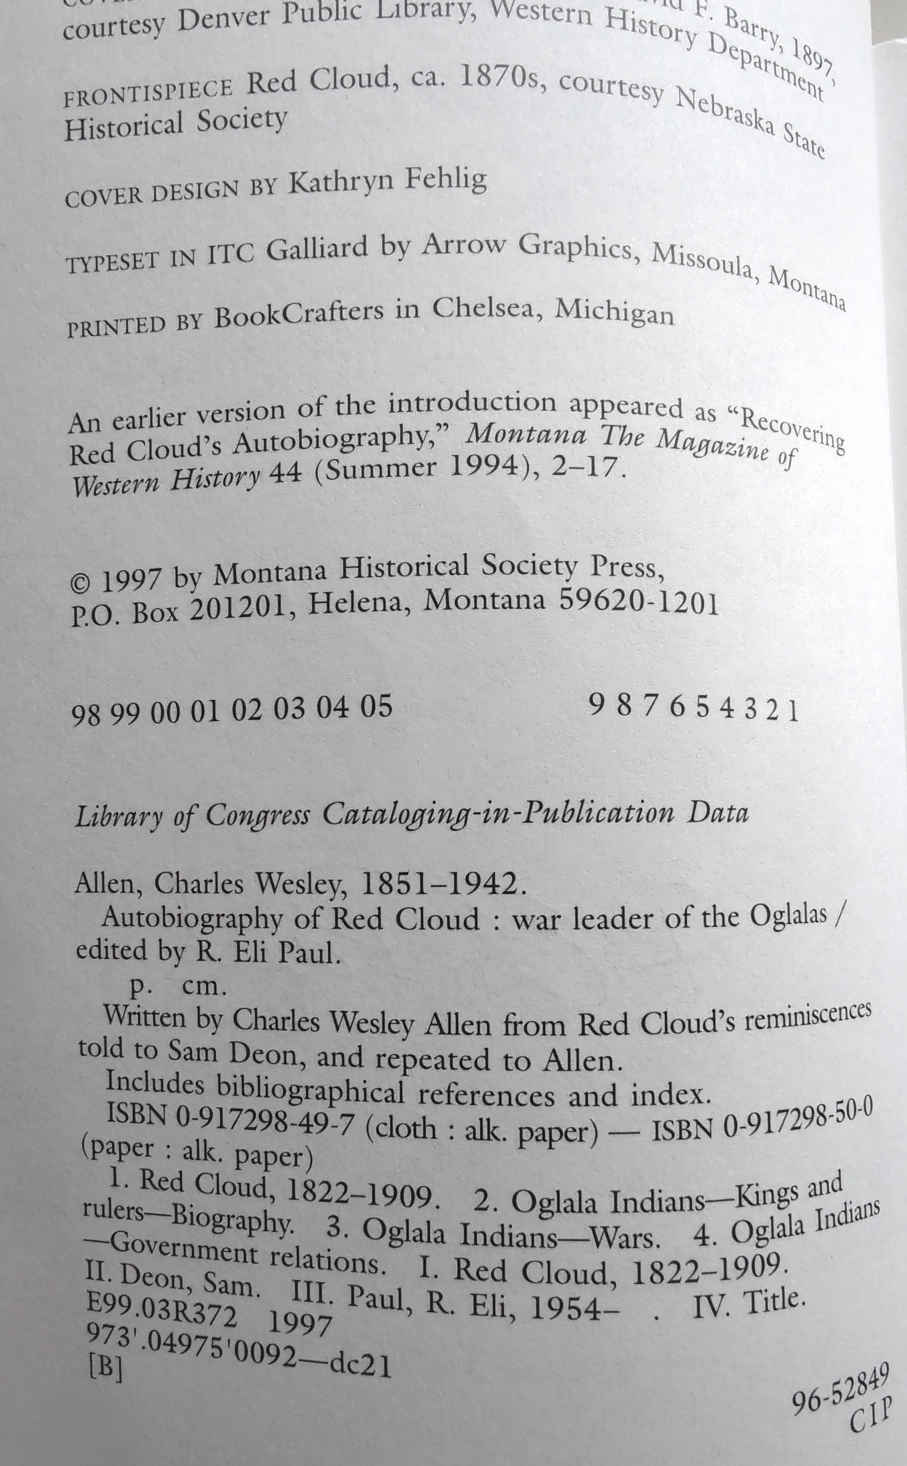 F. Barry, 1897,
courtesy Denver Public Library, Western History Department
FRONTISPIECE Red Cloud, ca. 1870s, courtesy Nebraska State
Historical Society
COVER DESIGN BY Kathryn Fehlig
TYPESET IN ITC Galliard by Arrow Graphics, Missoula, Montana
PRINTED BY BookCrafters in Chelsea, Michigan
An earlier version of the introduction appeared as “Recovering
Red Cloud’s Autobiography,” Montana The Magazine of
Western History 44 (Summer 1994), 2–17.
© 1997 by Montana Historical Society Press,
P.O. Box 201201, Helena, Montana 59620-1201
98 99 00 01 02 03 04 05 9 8 7 6 5 4 3 2 1
Library of Congress Cataloging-in-Publication Data
Allen, Charles Wesley, 1851–1942.
Autobiography of Red Cloud : war leader of the Oglalas /
edited by R. Eli Paul.
p. cm.
Written by Charles Wesley Allen from Red Cloud’s reminiscences
told to Sam Deon, and repeated to Allen.
Includes bibliographical references and index.
ISBN 0-917298-49-7 (cloth : alk. paper) — ISBN 0-917298-50-0
(paper : alk. paper)
1. Red Cloud, 1822–1909. 2. Oglala Indians—Kings and
rulers—Biography. 3. Oglala Indians—Wars. 4. Oglala Indians
—Government relations. I. Red Cloud, 1822–1909.
II. Deon, Sam. III. Paul, R. Eli, 1954– . IV. Title.
E99.03R372 1997
973'.04975'0092—dc21
[B]
96-52849
CIP